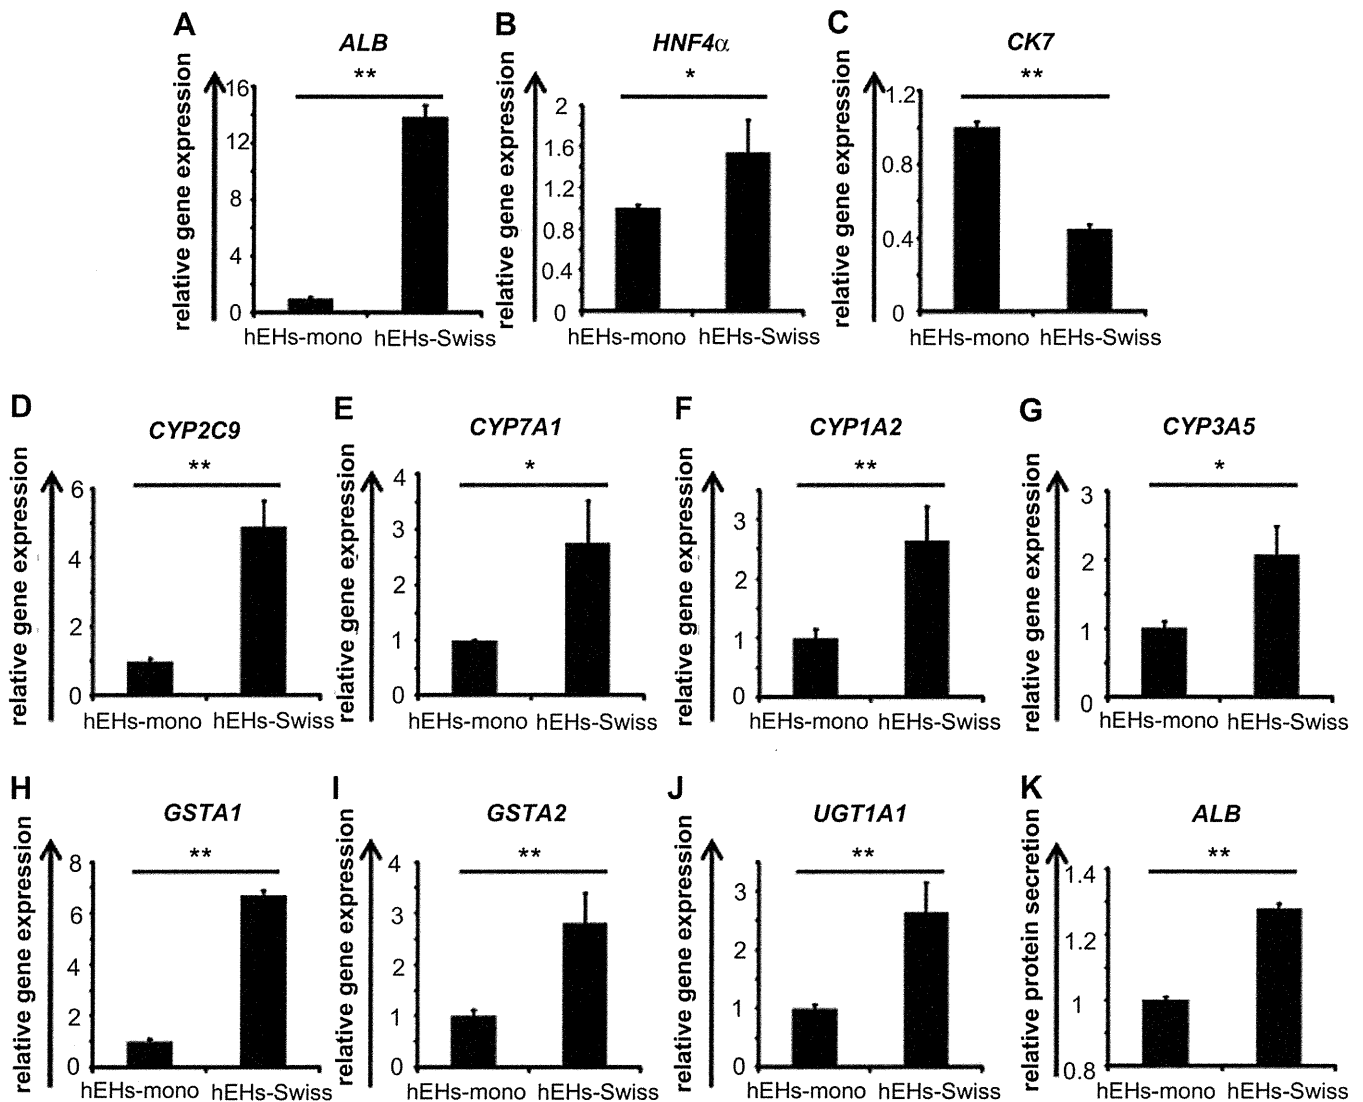 A
ALB
**
relative gene expression
16
12
8
4
0
hEHs-mono hEHs-Swiss
B
HNF4α
*
relative gene expression
2
1.6
1.2
0.8
0.4
0
hEHs-mono hEHs-Swiss
C
CK7
**
relative gene expression
1.2
0.8
0.4
0
hEHs-mono hEHs-Swiss
D
CYP2C9
**
relative gene expression
6
4
2
0
hEHs-mono hEHs-Swiss
E
CYP7A1
*
relative gene expression
4
3
2
1
0
hEHs-mono hEHs-Swiss
F
CYP1A2
**
relative gene expression
3
2
1
0
hEHs-mono hEHs-Swiss
G
CYP3A5
*
relative gene expression
3
2
1
0
hEHs-mono hEHs-Swiss
H
GSTA1
**
relative gene expression
8
6
4
2
0
hEHs-mono hEHs-Swiss
I
GSTA2
**
relative gene expression
4
3
2
1
0
hEHs-mono hEHs-Swiss
J
UGT1A1
**
relative gene expression
3
2
1
0
hEHs-mono hEHs-Swiss
K
ALB
**
relative protein secretion
1.4
1.2
1
0.8
hEHs-mono hEHs-Swiss